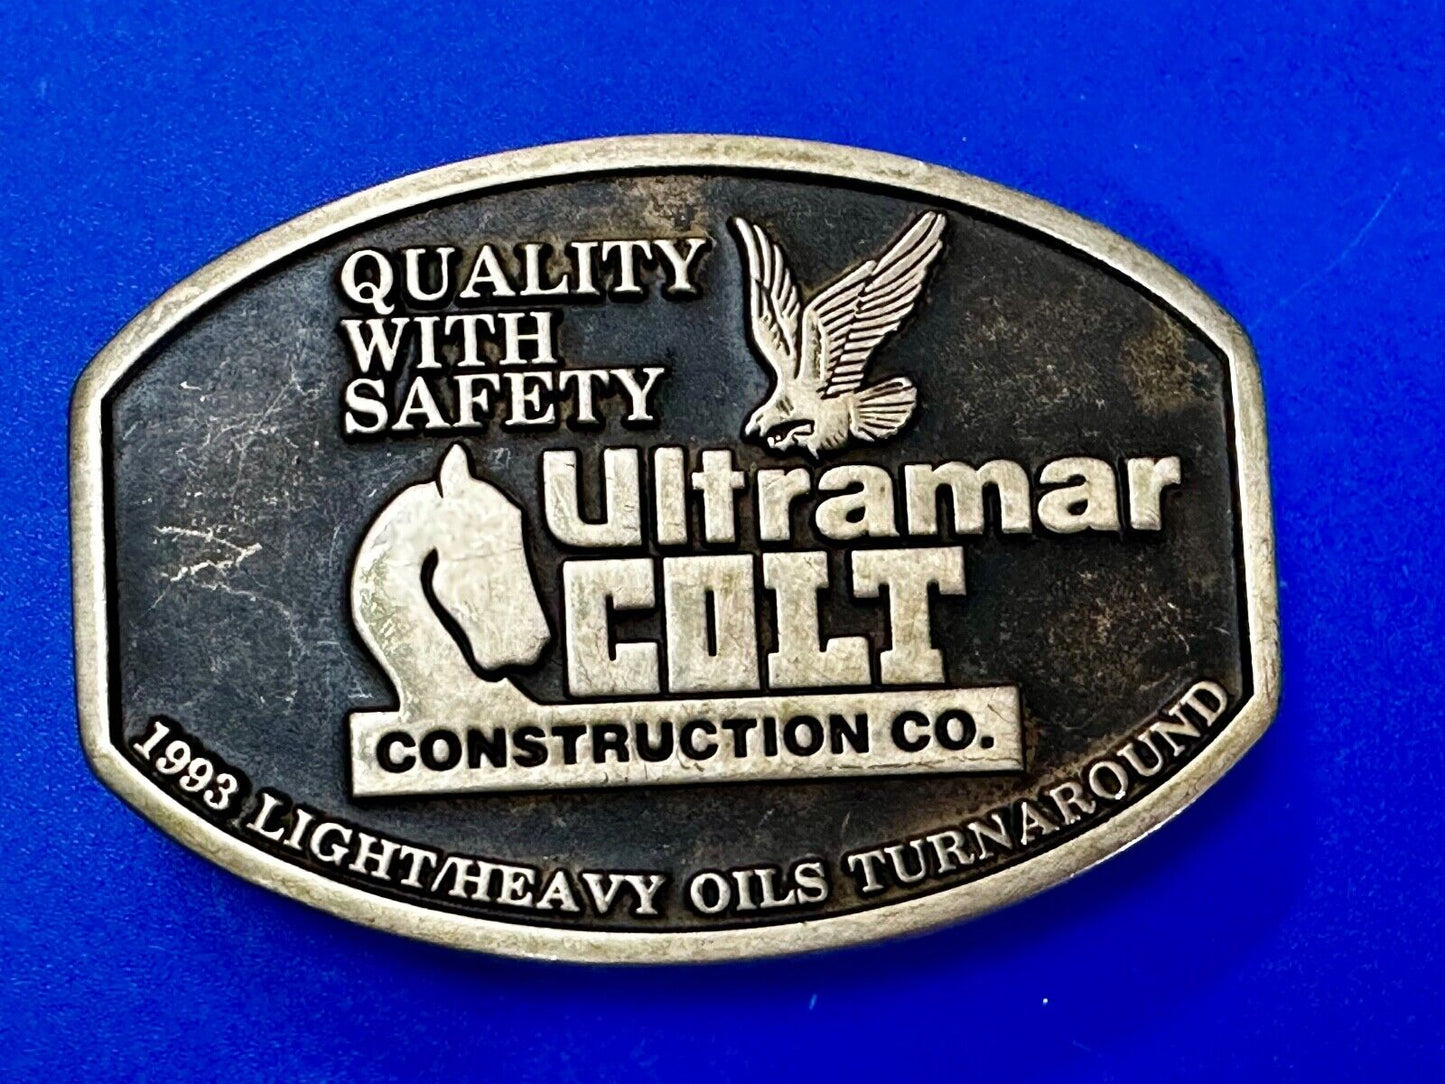 QUALITY
WITH
SAFETY
Ultramar
COLT
CONSTRUCTION CO.
1993 LIGHT/HEAVY OILS TURNAROUND